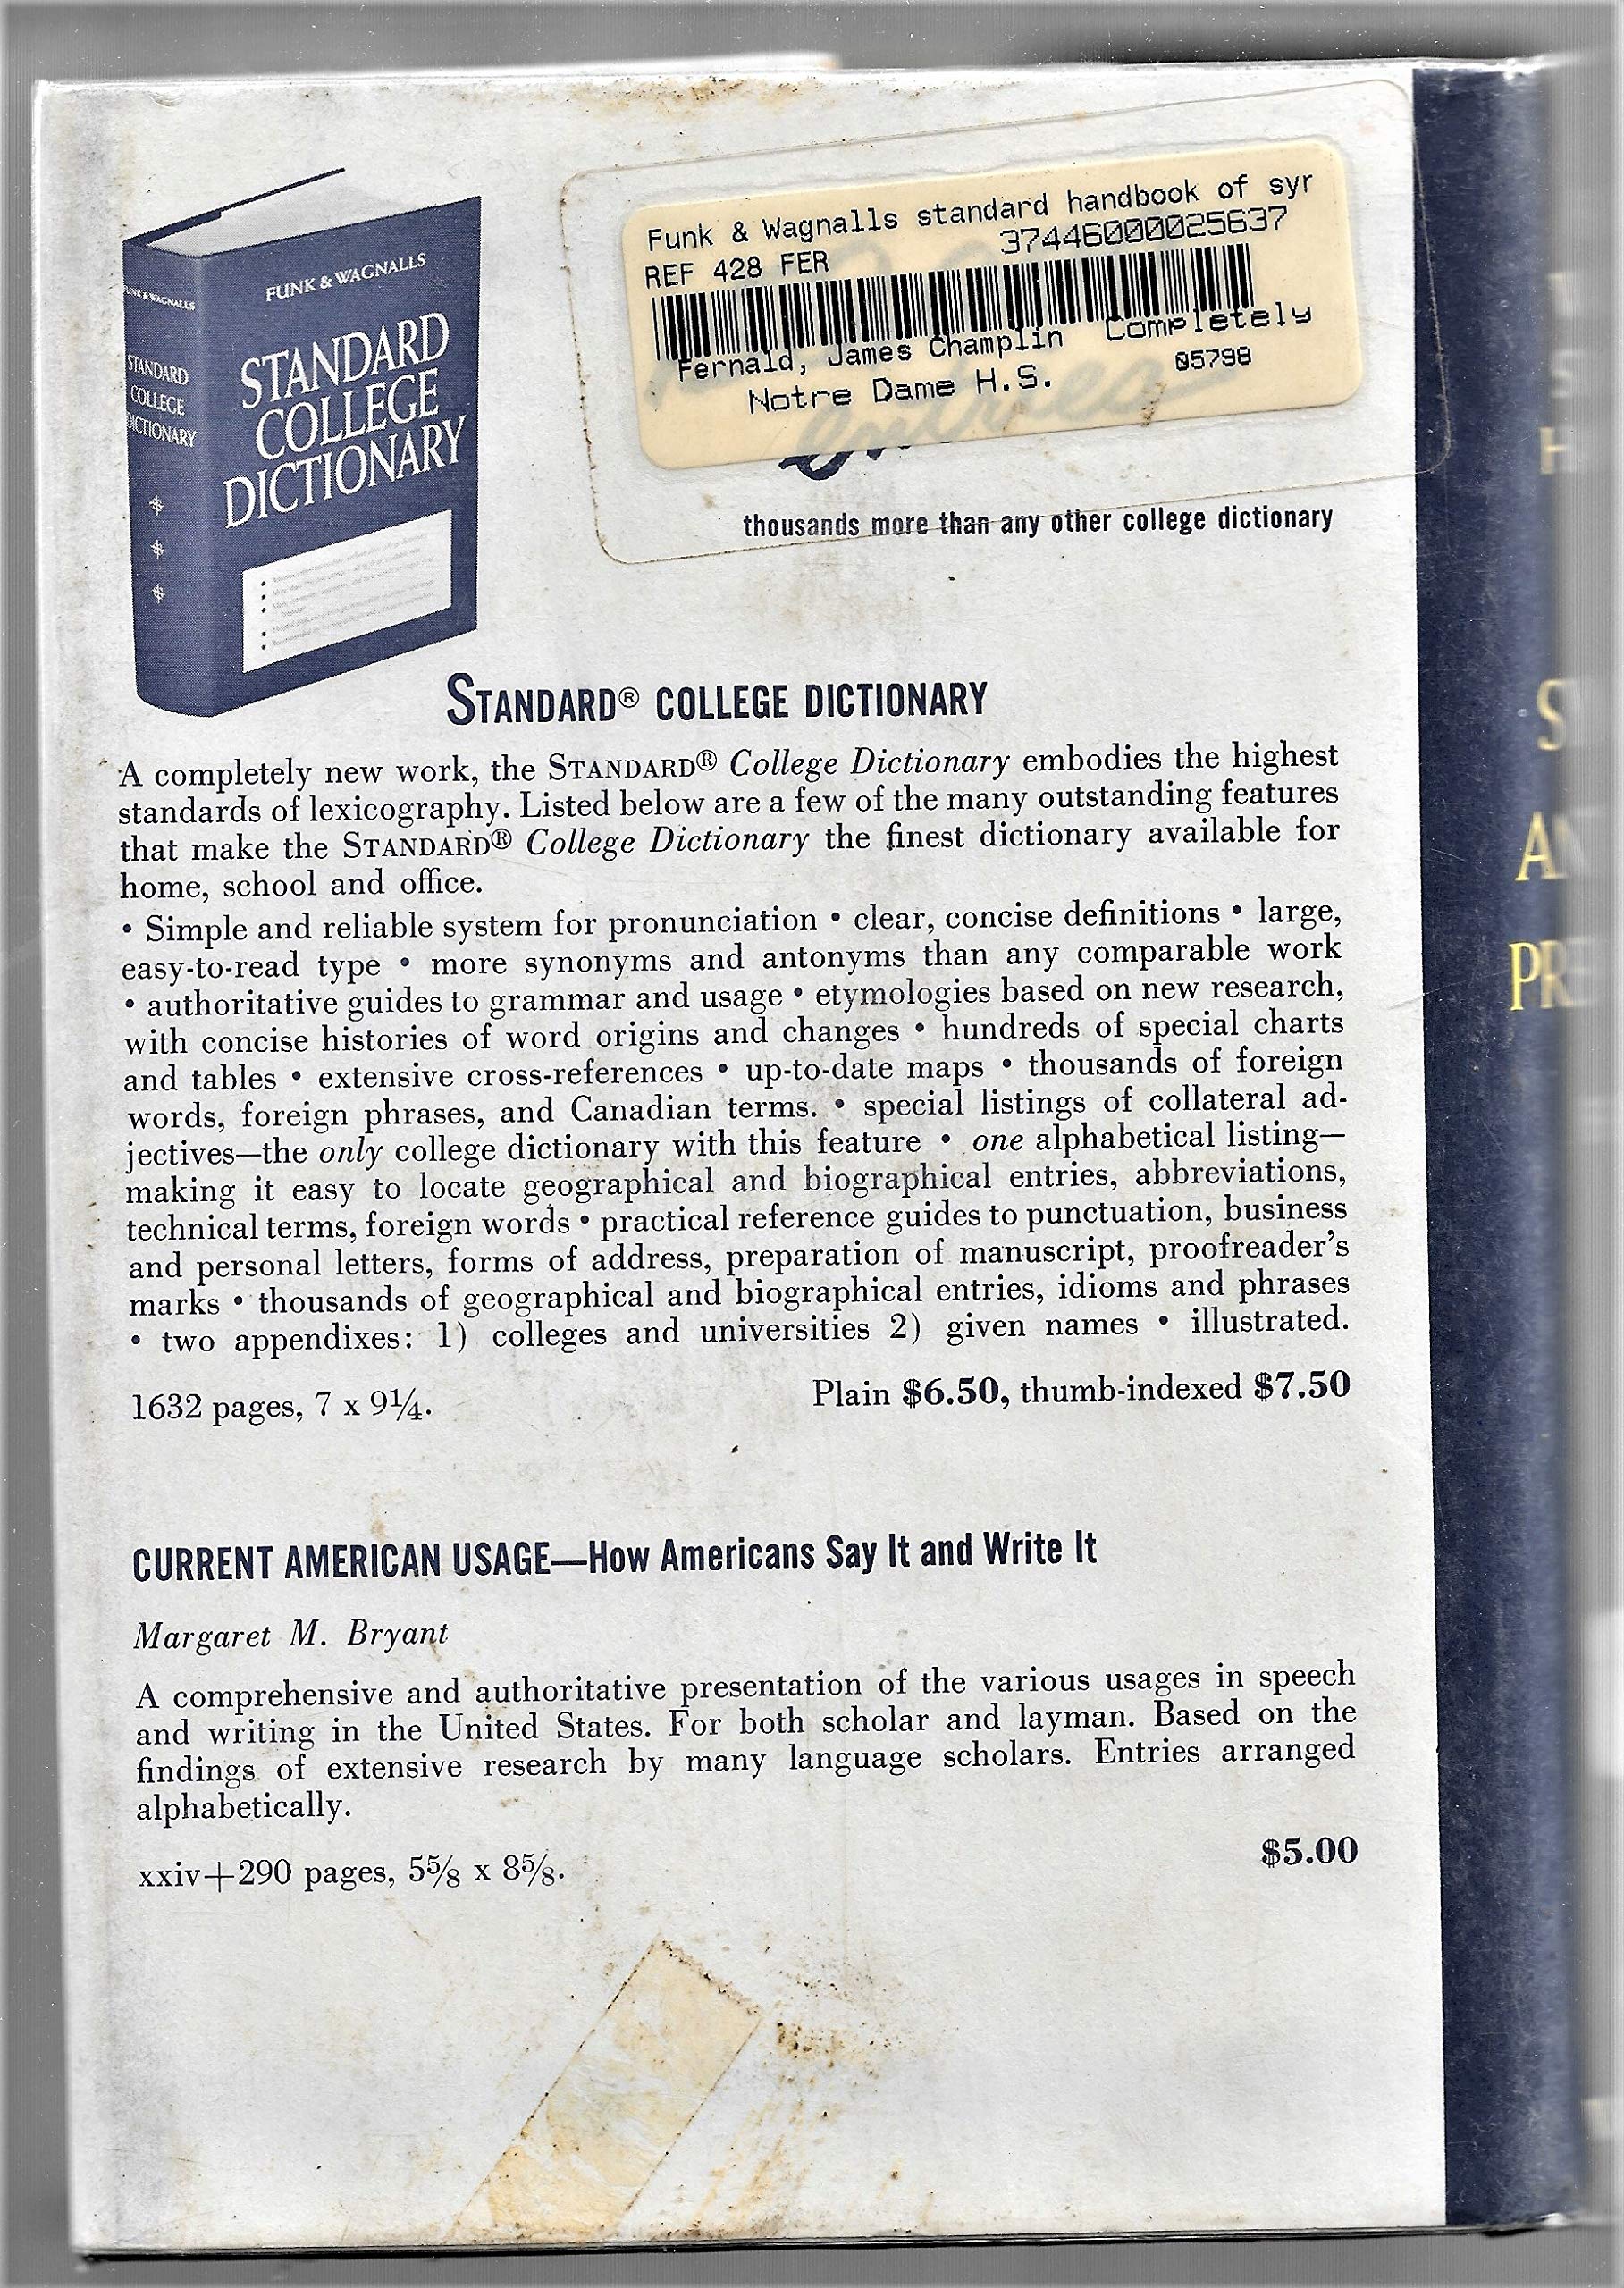 FUNK & WAGNALLS
STANDARD
COLLEGE
DICTIONARY
FUNK & WAGNALLS
STANDARD
COLLEGE
DICTIONARY
Funk & Wagnalls standard handbook of syr
37446000025637
REF 428 FER
Fernald, James Champlin Completely
05798
Notre Dame H.S.
thousands more than any other college dictionary
STANDARD® COLLEGE DICTIONARY
A completely new work, the STANDARD® College Dictionary embodies the highest
standards of lexicography. Listed below are a few of the many outstanding features
that make the STANDARD® College Dictionary the finest dictionary available for
home, school and office.
• Simple and reliable system for pronunciation • clear, concise definitions • large,
easy-to-read type • more synonyms and antonyms than any comparable work
• authoritative guides to grammar and usage • etymologies based on new research,
with concise histories of word origins and changes • hundreds of special charts
and tables • extensive cross-references • up-to-date maps • thousands of foreign
words, foreign phrases, and Canadian terms. • special listings of collateral ad-
jectives—the only college dictionary with this feature • one alphabetical listing—
making it easy to locate geographical and biographical entries, abbreviations,
technical terms, foreign words • practical reference guides to punctuation, business
and personal letters, forms of address, preparation of manuscript, proofreader's
marks • thousands of geographical and biographical entries, idioms and phrases
• two appendixes: 1) colleges and universities 2) given names • illustrated.
1632 pages, 7 x 9¼. Plain $6.50, thumb-indexed $7.50
CURRENT AMERICAN USAGE—How Americans Say It and Write It
Margaret M. Bryant
A comprehensive and authoritative presentation of the various usages in speech
and writing in the United States. For both scholar and layman. Based on the
findings of extensive research by many language scholars. Entries arranged
alphabetically.
xxiv+290 pages, 5⅝ x 8⅝. $5.00